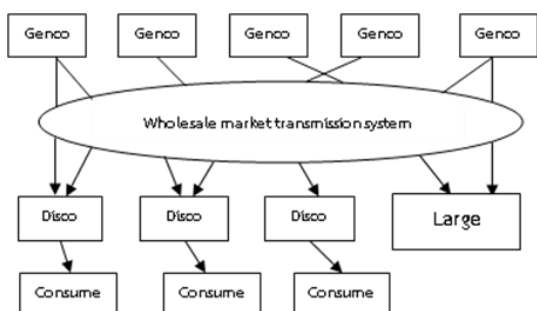 Genco Genco Genco Genco Genco
Wholesale market transmission system
Disco Disco Disco Large
Consume Consume Consume